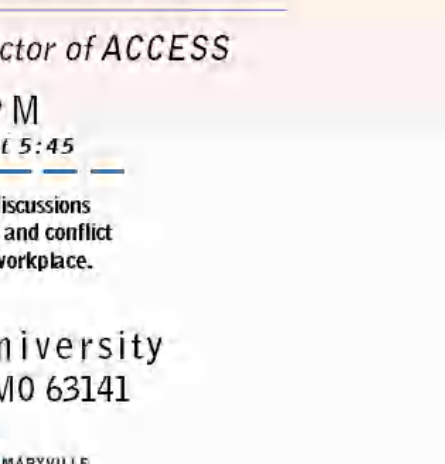 ctor of ACCESS
PM
t 5:45
iscussions
and conflict
workplace.
niversity
MO 63141
MARYVILLE